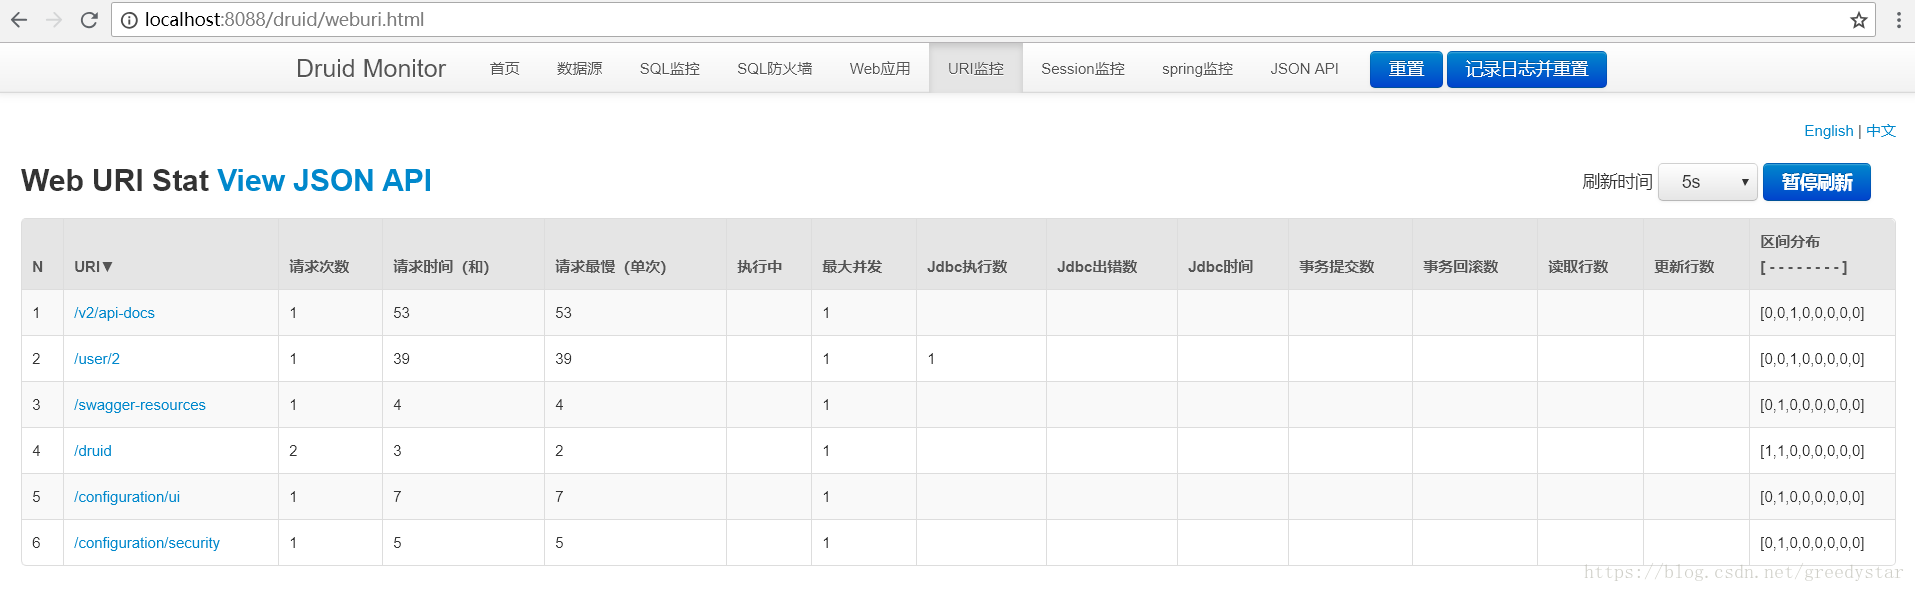 localhost:8088/druid/weburi.html
Druid Monitor 首页 数据源 SQL监控 SQL防火墙 Web应用 URI监控 Session监控 spring监控 JSON API 重置 记录日志并重置
English | 中文
Web URI Stat View JSON API 刷新时间 5s 暂停刷新
N URI▼ 请求次数 请求时间（和） 请求最慢（单次） 执行中 最大并发 Jdbc执行数 Jdbc出错数 Jdbc时间 事务提交数 事务回滚数 读取行数 更新行数 区间分布
[ - - - - - - - - ]
1 /v2/api-docs 1 53 53 1 [0,0,1,0,0,0,0,0]
2 /user/2 1 39 39 1 1 [0,0,1,0,0,0,0,0]
3 /swagger-resources 1 4 4 1 [0,1,0,0,0,0,0,0]
4 /druid 2 3 2 1 [1,1,0,0,0,0,0,0]
5 /configuration/ui 1 7 7 1 [0,1,0,0,0,0,0,0]
6 /configuration/security 1 5 5 1 [0,1,0,0,0,0,0,0]
https://blog.csdn.net/greedystar